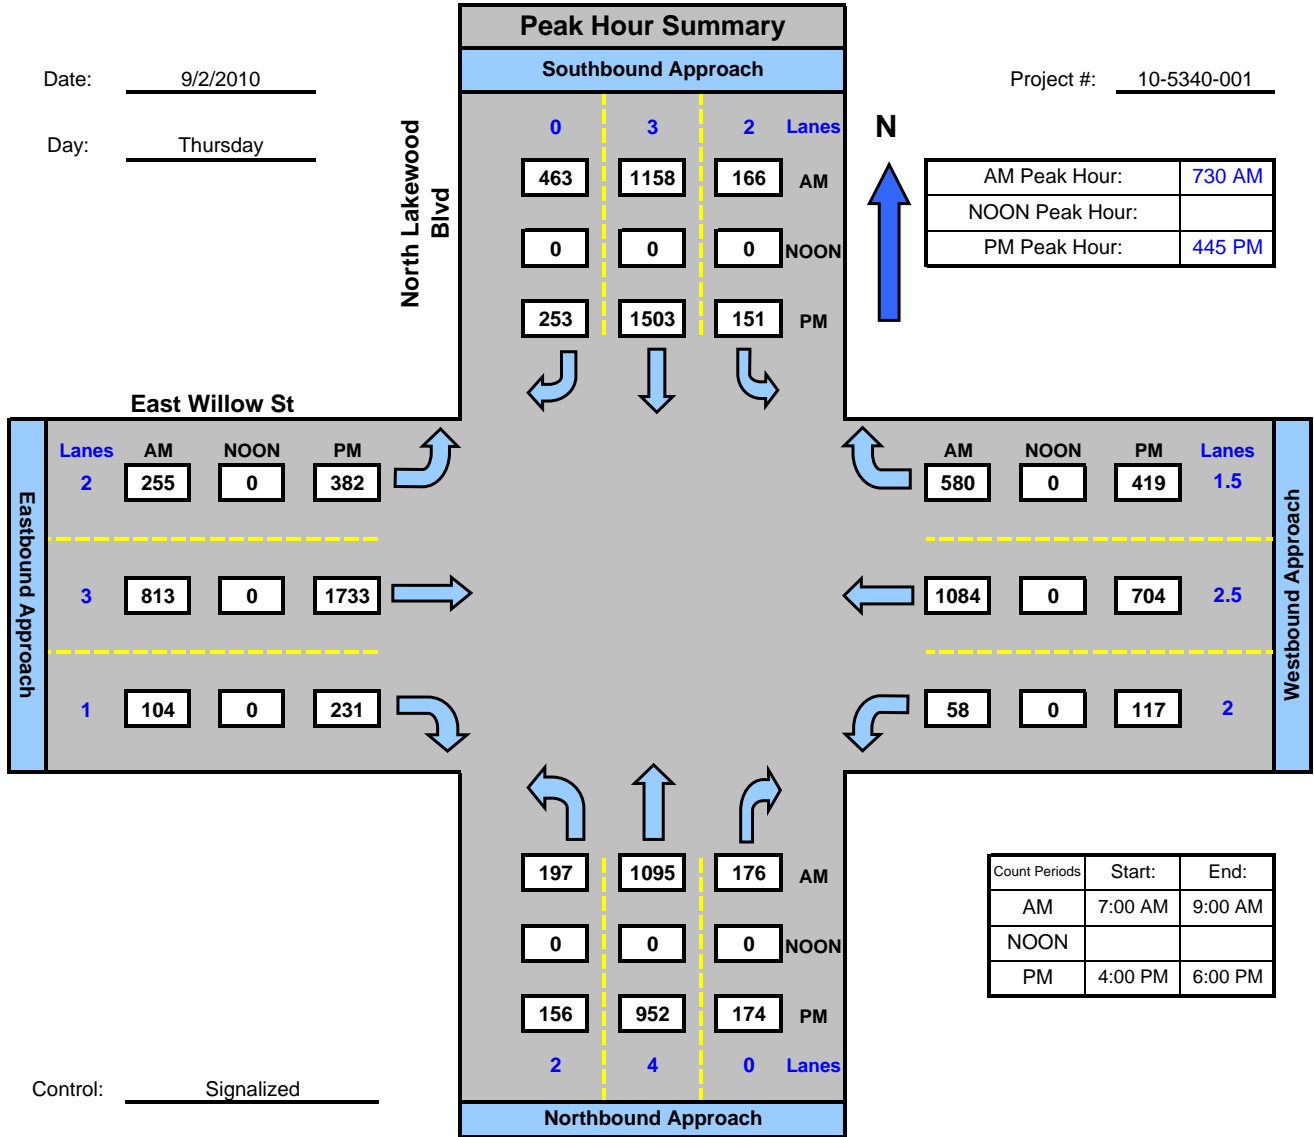 Peak Hour Summary
Southbound Approach
Date: 9/2/2010
Project #: 10-5340-001
Day: Thursday
North Lakewood
Blvd
0 3 2 Lanes
463 1158 166 AM
0 0 0 NOON
253 1503 151 PM
N
AM Peak Hour: 730 AM
NOON Peak Hour:
PM Peak Hour: 445 PM
East Willow St
Eastbound Approach
Lanes AM NOON PM
2 255 0 382
3 813 0 1733
1 104 0 231
AM NOON PM Lanes
580 0 419 1.5
1084 0 704 2.5
58 0 117 2
Westbound Approach
197 1095 176 AM
0 0 0 NOON
156 952 174 PM
2 4 0 Lanes
Northbound Approach
Count Periods Start: End:
AM 7:00 AM 9:00 AM
NOON
PM 4:00 PM 6:00 PM
Control: Signalized